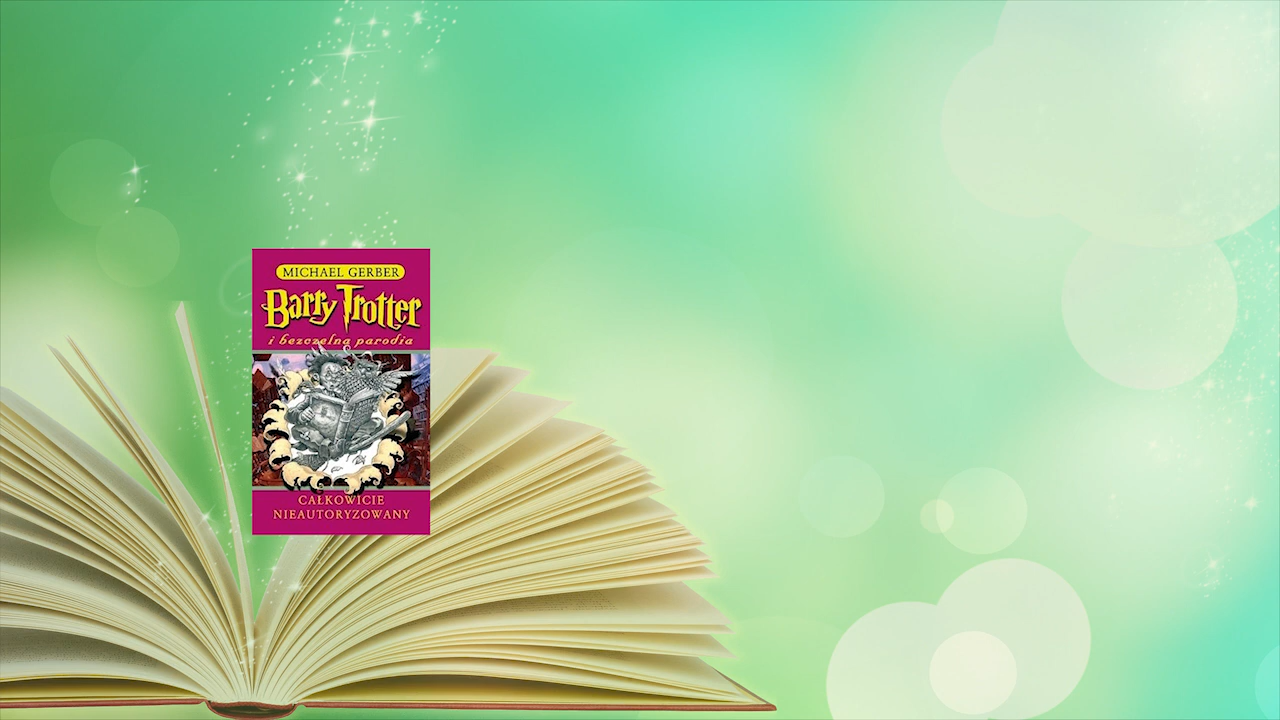 MICHAEL GERBER
Barry Trotter
i bezczelna parodia
CAŁKOWICIE
NIEAUTORYZOWANY